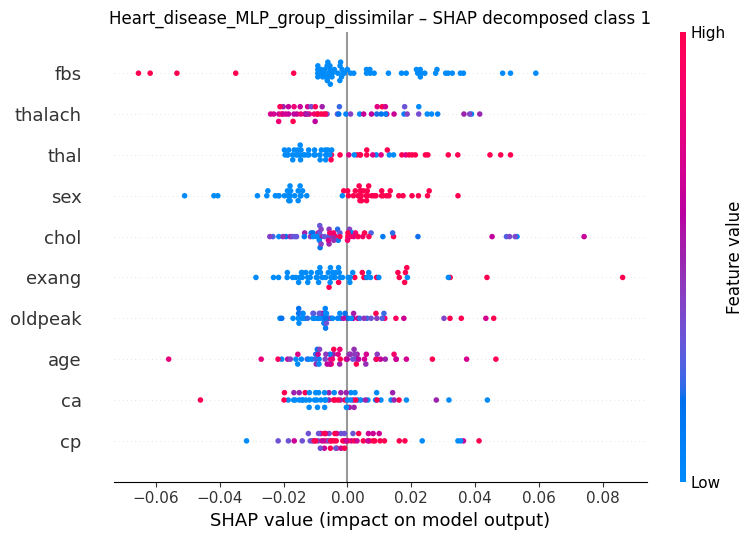 Heart_disease_MLP_group_dissimilar – SHAP decomposed class 1
High
fbs
thalach
thal
sex
chol
exang
oldpeak
age
ca
cp
Feature value
Low
−0.06 −0.04 −0.02 0.00 0.02 0.04 0.06 0.08
SHAP value (impact on model output)